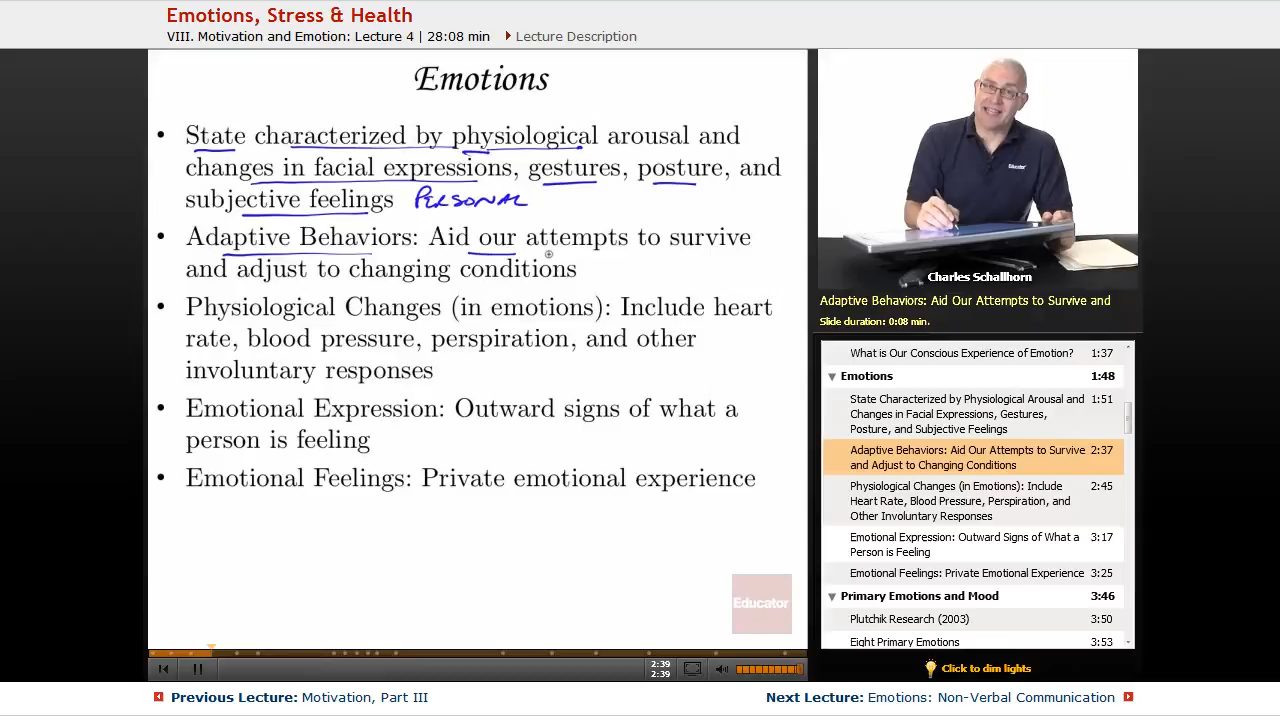 Emotions, Stress & Health
VIII. Motivation and Emotion: Lecture 4 | 28:08 min
Lecture Description
Emotions
• State characterized by physiological arousal and
changes in facial expressions, gestures, posture, and
subjective feelings PERSONAL
• Adaptive Behaviors: Aid our attempts to survive
and adjust to changing conditions
• Physiological Changes (in emotions): Include heart
rate, blood pressure, perspiration, and other
involuntary responses
• Emotional Expression: Outward signs of what a
person is feeling
• Emotional Feelings: Private emotional experience
Educator
Educator
Charles Schallhorn
Adaptive Behaviors: Aid Our Attempts to Survive and
Slide duration: 0:08 min.
What is Our Conscious Experience of Emotion? 1:37
Emotions 1:48
State Characterized by Physiological Arousal and 1:51
Changes in Facial Expressions, Gestures,
Posture, and Subjective Feelings
Adaptive Behaviors: Aid Our Attempts to Survive 2:37
and Adjust to Changing Conditions
Physiological Changes (in Emotions): Include 2:45
Heart Rate, Blood Pressure, Perspiration, and
Other Involuntary Responses
Emotional Expression: Outward Signs of What a 3:17
Person is Feeling
Emotional Feelings: Private Emotional Experience 3:25
Primary Emotions and Mood 3:46
Plutchik Research (2003) 3:50
Eight Primary Emotions 3:53
2:39
2:39
Click to dim lights
Previous Lecture: Motivation, Part III
Next Lecture: Emotions: Non-Verbal Communication